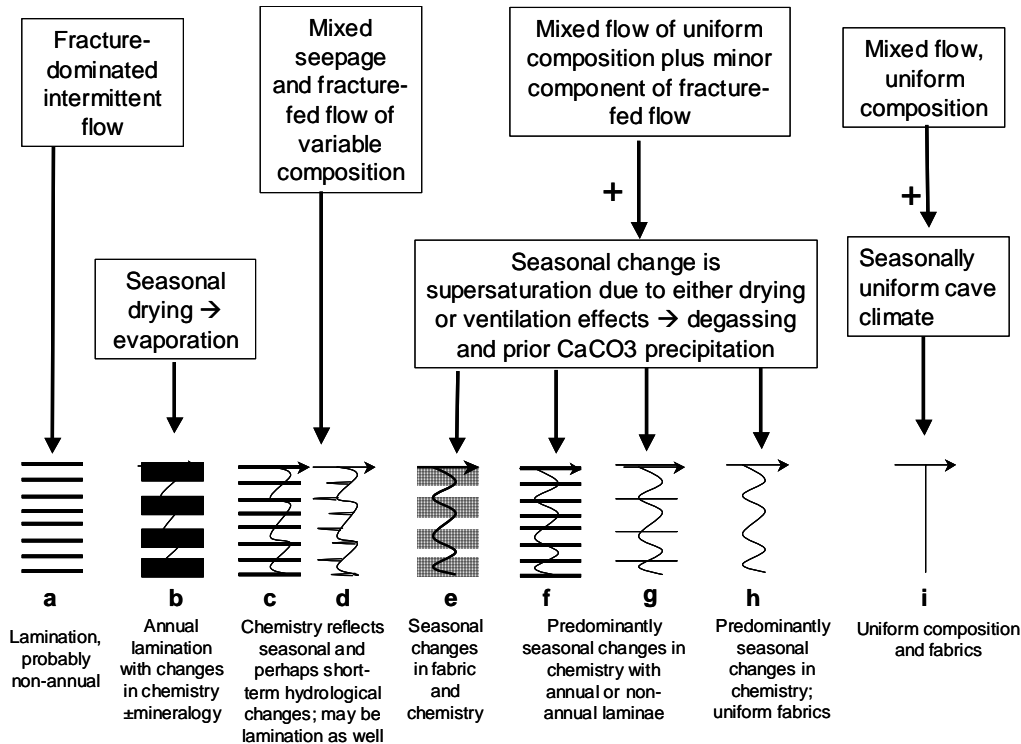 Fracture-
dominated
intermittent
flow
Mixed
seepage
and fracture-
fed flow of
variable
composition
Mixed flow of uniform
composition plus minor
component of fracture-
fed flow
Mixed flow,
uniform
composition
+
+
Seasonal
drying →
evaporation
Seasonal change is
supersaturation due to either drying
or ventilation effects → degassing
and prior CaCO3 precipitation
Seasonally
uniform cave
climate
a
Lamination,
probably
non-annual
b
Annual
lamination
with changes
in chemistry
±mineralogy
c d
Chemistry reflects
seasonal and
perhaps short-
term hydrological
changes; may be
lamination as well
e
Seasonal
changes
in fabric
and
chemistry
f g
Predominantly
seasonal changes in
chemistry with
annual or non-
annual laminae
h
Predominantly
seasonal
changes in
chemistry;
uniform fabrics
i
Uniform composition
and fabrics